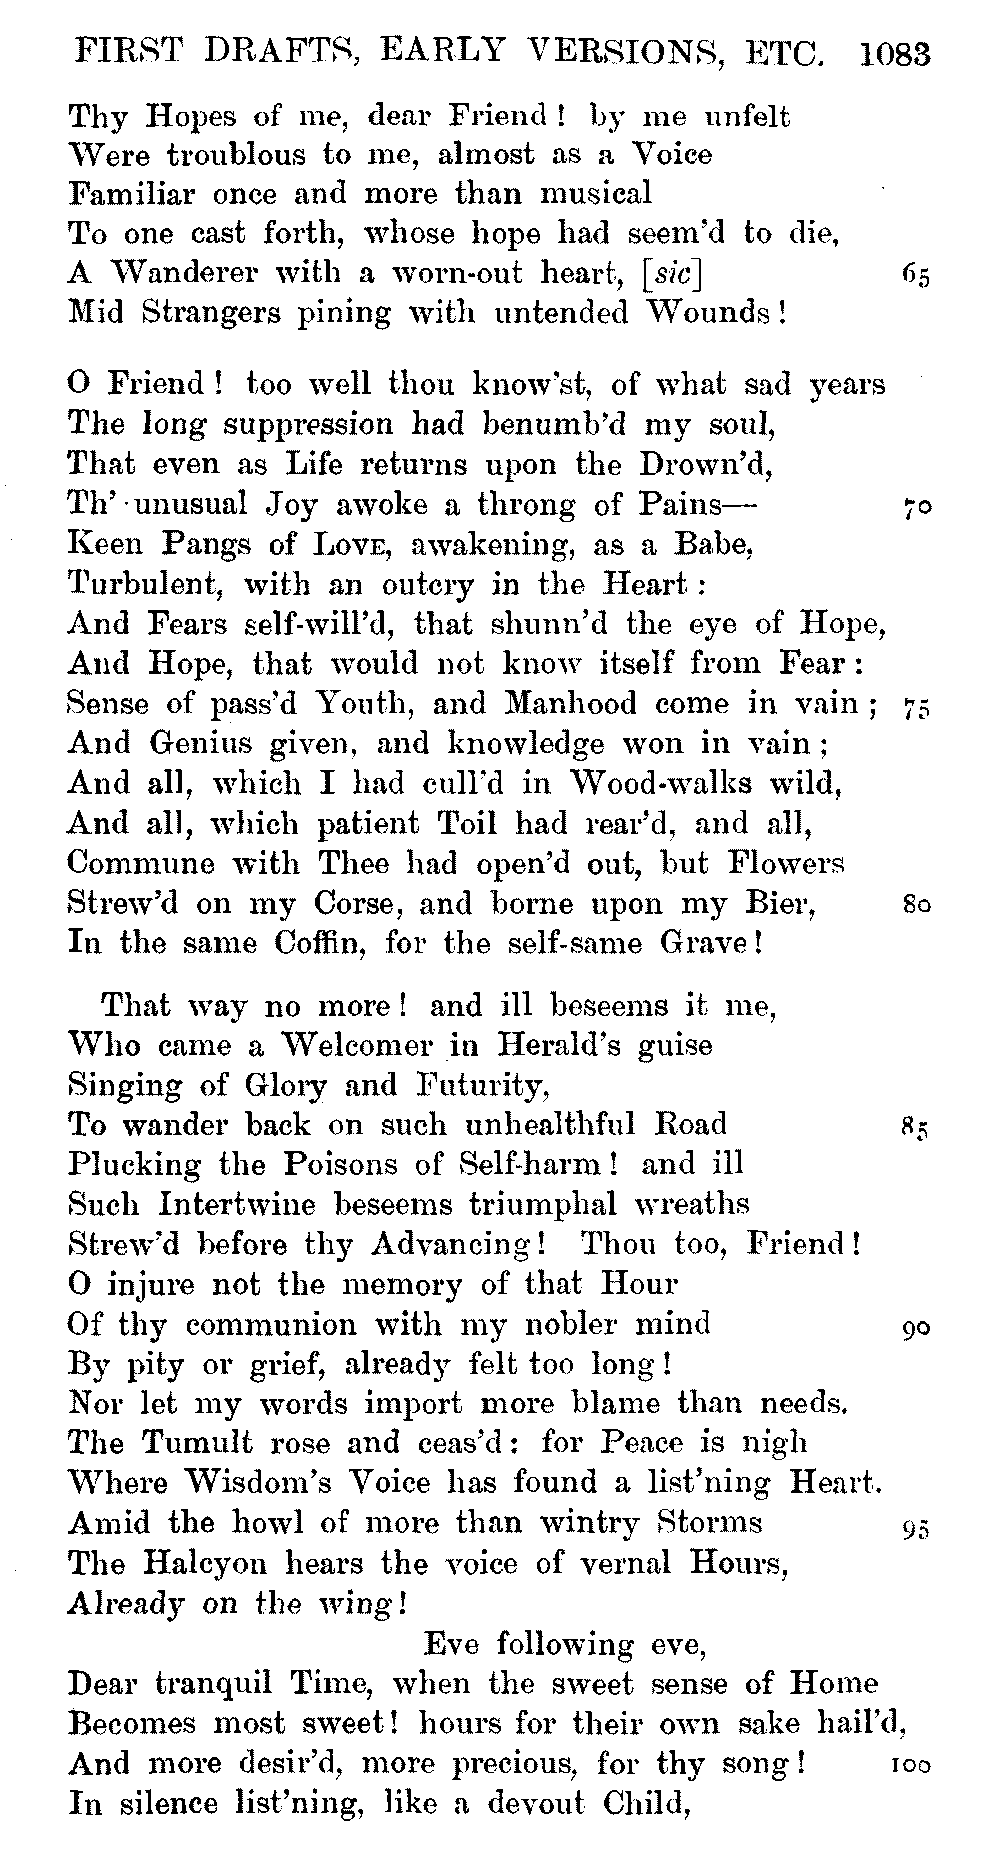 FIRST DRAFTS, EARLY VERSIONS, ETC. 1083
Thy Hopes of me, dear Friend! by me unfelt
Were troublous to me, almost as a Voice
Familiar once and more than musical
To one cast forth, whose hope had seem'd to die,
A Wanderer with a worn-out heart, [sic] 65
Mid Strangers pining with untended Wounds!
O Friend! too well thou know'st, of what sad years
The long suppression had benumb'd my soul,
That even as Life returns upon the Drown'd,
Th' unusual Joy awoke a throng of Pains— 70
Keen Pangs of LOVE, awakening, as a Babe,
Turbulent, with an outcry in the Heart:
And Fears self-will'd, that shunn'd the eye of Hope,
And Hope, that would not know itself from Fear:
Sense of pass'd Youth, and Manhood come in vain; 75
And Genius given, and knowledge won in vain;
And all, which I had cull'd in Wood-walks wild,
And all, which patient Toil had rear'd, and all,
Commune with Thee had open'd out, but Flowers
Strew'd on my Corse, and borne upon my Bier, 80
In the same Coffin, for the self-same Grave!
That way no more! and ill beseems it me,
Who came a Welcomer in Herald's guise
Singing of Glory and Futurity,
To wander back on such unhealthful Road 85
Plucking the Poisons of Self-harm! and ill
Such Intertwine beseems triumphal wreaths
Strew'd before thy Advancing! Thou too, Friend!
O injure not the memory of that Hour
Of thy communion with my nobler mind 90
By pity or grief, already felt too long!
Nor let my words import more blame than needs.
The Tumult rose and ceas'd: for Peace is nigh
Where Wisdom's Voice has found a list'ning Heart.
Amid the howl of more than wintry Storms 95
The Halcyon hears the voice of vernal Hours,
Already on the wing!
Eve following eve,
Dear tranquil Time, when the sweet sense of Home
Becomes most sweet! hours for their own sake hail'd,
And more desir'd, more precious, for thy song! 100
In silence list'ning, like a devout Child,